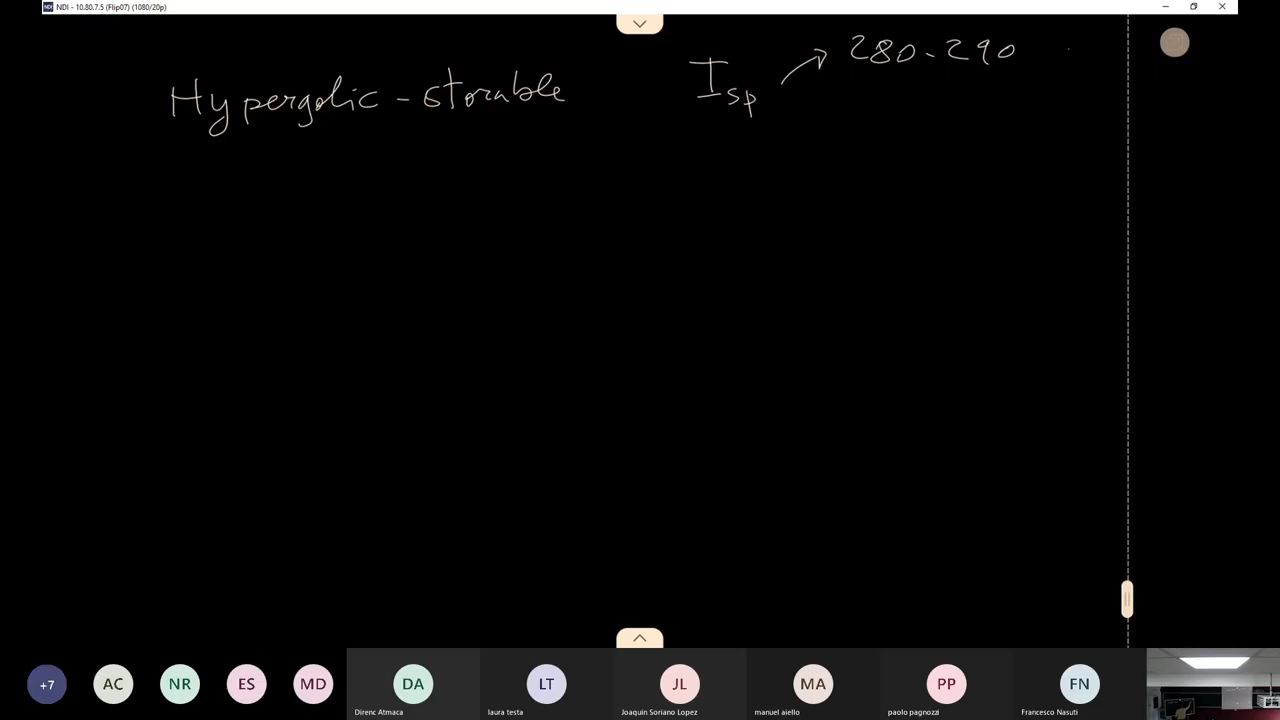 NDI - 10.80.7.5 (Flip07) (1080/20p)
Hypergolic - storable
Isp → 280 - 290
+7
AC
NR
ES
MD
DA
Direnc Atmaca
LT
laura testa
JL
Joaquin Soriano Lopez
MA
manuel aiello
PP
paolo pagnozzi
FN
Francesco Nasuti